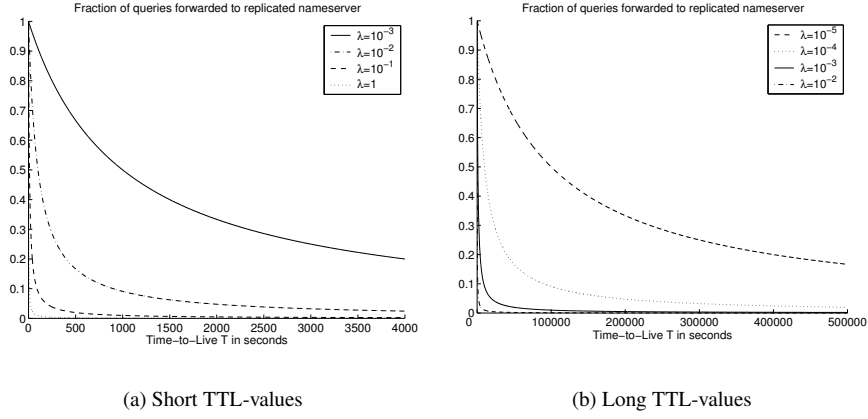 Fraction of queries forwarded to replicated nameserver
1
0.9
0.8
0.7
0.6
0.5
0.4
0.3
0.2
0.1
0
λ=10⁻³
λ=10⁻²
λ=10⁻¹
λ=1
0 500 1000 1500 2000 2500 3000 3500 4000
Time−to−Live T in seconds
(a) Short TTL-values
Fraction of queries forwarded to replicated nameserver
1
0.9
0.8
0.7
0.6
0.5
0.4
0.3
0.2
0.1
0
λ=10⁻⁵
λ=10⁻⁴
λ=10⁻³
λ=10⁻²
100000 200000 300000 400000 500000
Time−to−Live T in seconds
(b) Long TTL-values